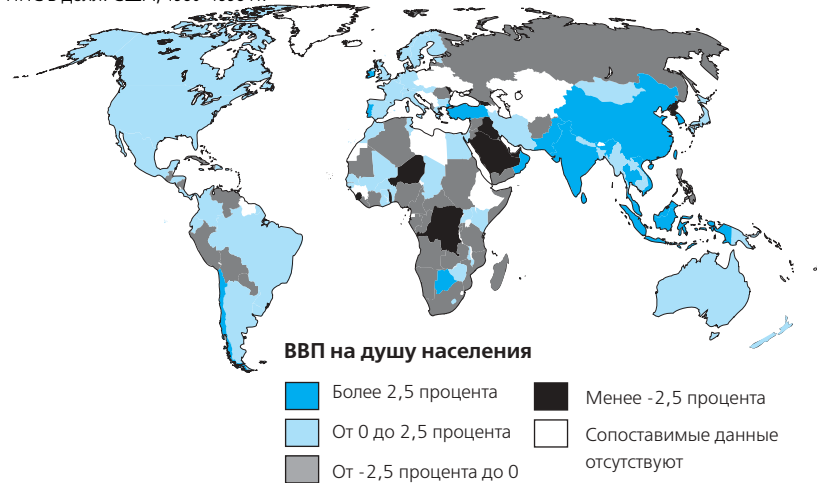 ВВП на душу населения
Более 2,5 процента
От 0 до 2,5 процента
От -2,5 процента до 0
Менее -2,5 процента
Сопоставимые данные
отсутствуют